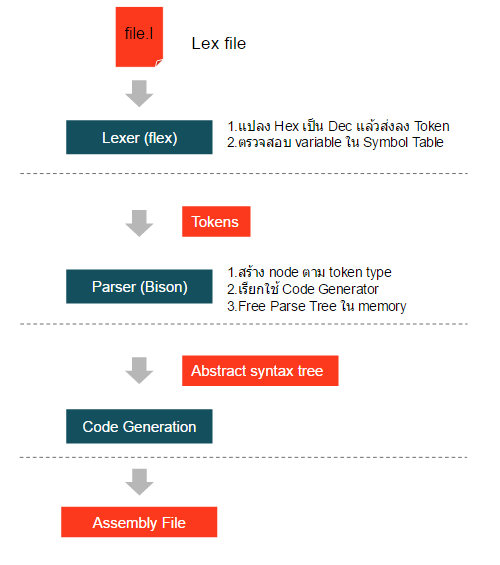 file.l
Lex file
Lexer (flex)
1.แปลง Hex เป็น Dec แล้วส่งลง Token
2.ตรวจสอบ variable ใน Symbol Table
Tokens
Parser (Bison)
1.สร้าง node ตาม token type
2.เรียกใช้ Code Generator
3.Free Parse Tree ใน memory
Abstract syntax tree
Code Generation
Assembly File